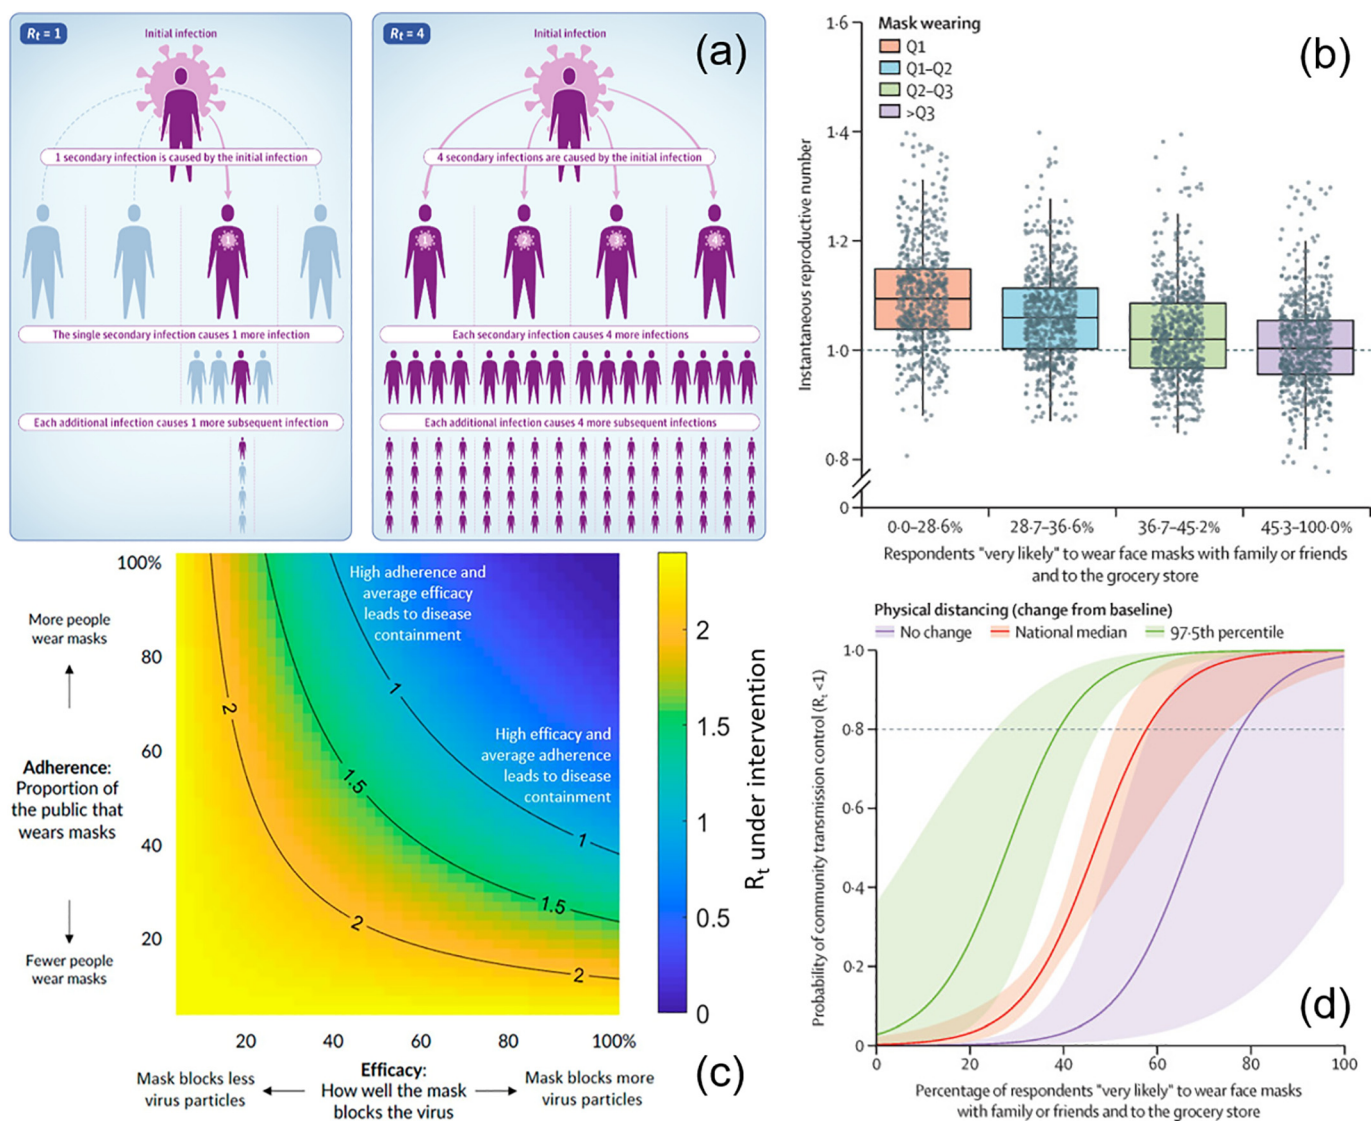 Rt = 1
Initial infection
1 secondary infection is caused by the initial infection
1
The single secondary infection causes 1 more infection
Each additional infection causes 1 more subsequent infection
Rt = 4
Initial infection
(a)
4 secondary infections are caused by the initial infection
1 2 3 4
Each secondary infection causes 4 more infections
Each additional infection causes 4 more subsequent infections
(b)
Mask wearing
Q1
Q1–Q2
Q2–Q3
>Q3
Instantaneous reproductive number
1·6
1·4
1·2
1·0
0·8
0
0·0–28·6% 28·7–36·6% 36·7–45·2% 45·3–100·0%
Respondents "very likely" to wear face masks with family or friends
and to the grocery store
100%
80
60
40
20
More people
wear masks
Adherence:
Proportion of
the public that
wears masks
Fewer people
wear masks
High adherence and
average efficacy
leads to disease
containment
High efficacy and
average adherence
leads to disease
containment
2
1
1.5
1
1.5
2
2
2
1.5
1
0.5
0
Rt under intervention
20 40 60 80 100%
Efficacy:
How well the mask
blocks the virus
Mask blocks less
virus particles
Mask blocks more
virus particles
(c)
Physical distancing (change from baseline)
No change National median 97·5th percentile
Probability of community transmission control (Rt <1)
1·0
0·8
0·6
0·4
0·2
0
(d)
0 20 40 60 80 100
Percentage of respondents "very likely" to wear face masks
with family or friends and to the grocery store